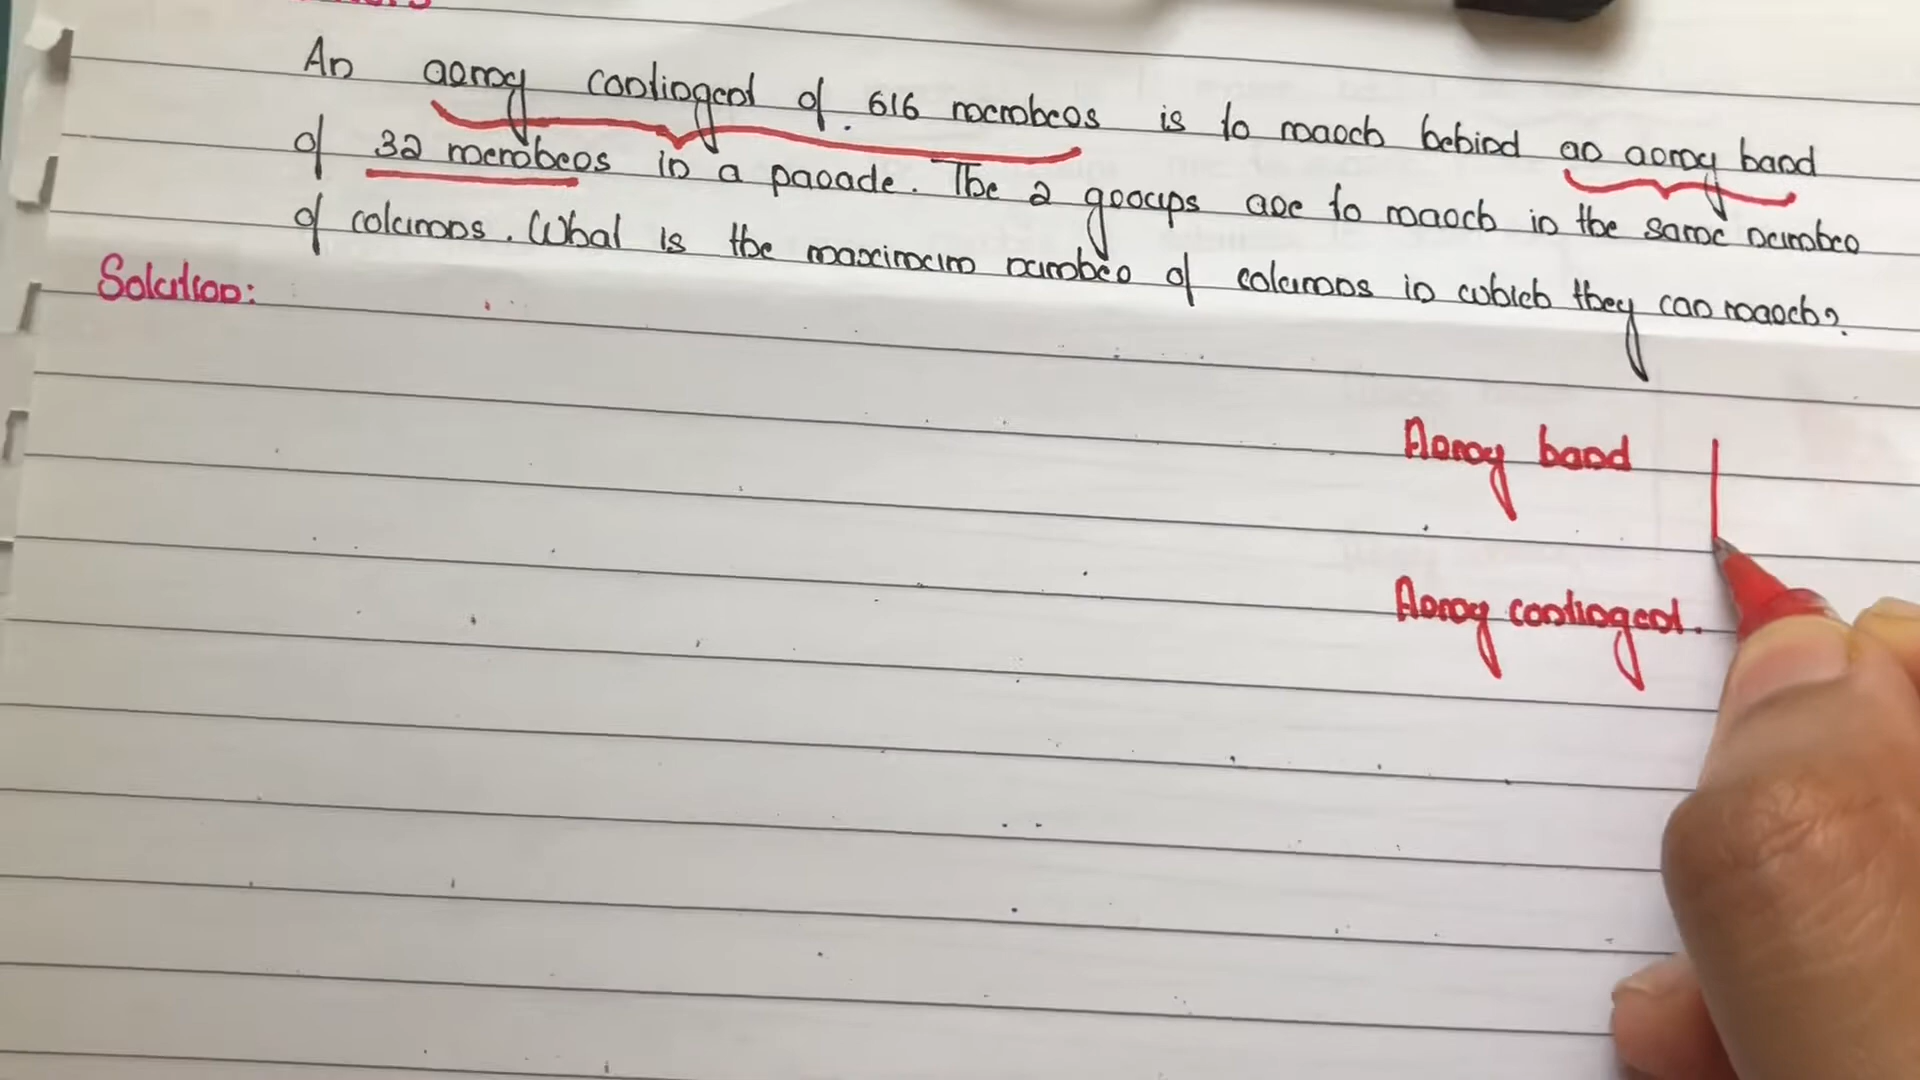 An army contingent of 616 members is to march behind an army band
of 32 members in a parade. The 2 groups are to march in the same number
of columns. What is the maximum number of columns in which they can march?
Solution:
Army band
Army contingent.